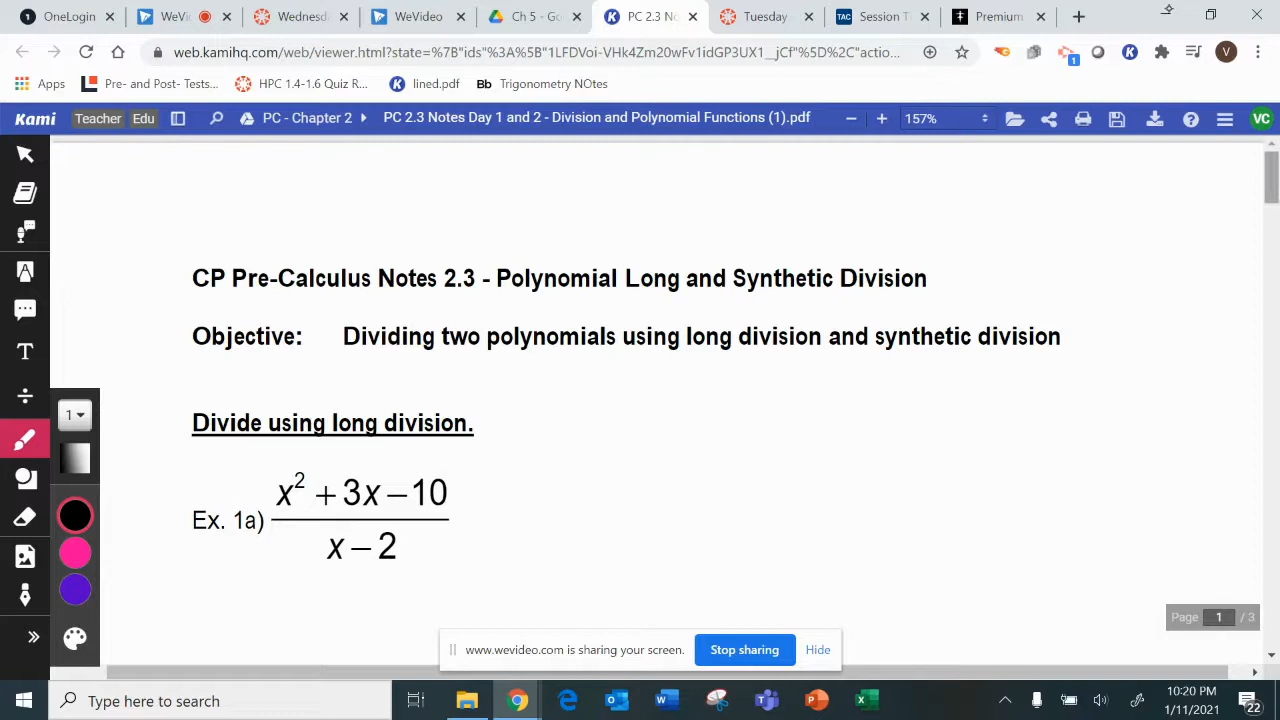 OneLogin
WeVi
Wednesda
WeVideo
Ch 5 - Go
PC 2.3 No
Tuesday
Session T
Premium
web.kamihq.com/web/viewer.html?state=%7B"ids"%3A%5B"1LFDVoi-VHk4Zm20wFv1idGP3UX1__jCf"%5D%2C"actio...
1
V
Apps
Pre- and Post- Tests...
HPC 1.4-1.6 Quiz R...
lined.pdf
Bb Trigonometry NOtes
Kami Teacher Edu PC - Chapter 2 PC 2.3 Notes Day 1 and 2 - Division and Polynomial Functions (1).pdf 157% VC
CP Pre-Calculus Notes 2.3 - Polynomial Long and Synthetic Division
Objective: Dividing two polynomials using long division and synthetic division
1
Divide using long division.
x² + 3x – 10
Ex. 1a)
x – 2
Page 1 / 3
www.wevideo.com is sharing your screen. Stop sharing Hide
Type here to search
10:20 PM
1/11/2021
22